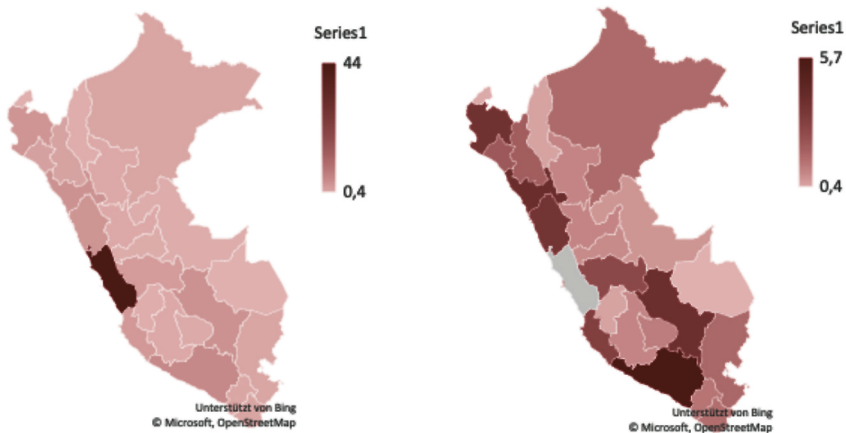 Series1
44
0,4
Unterstützt von Bing
© Microsoft, OpenStreetMap
Series1
5,7
0,4
Unterstützt von Bing
© Microsoft, OpenStreetMap